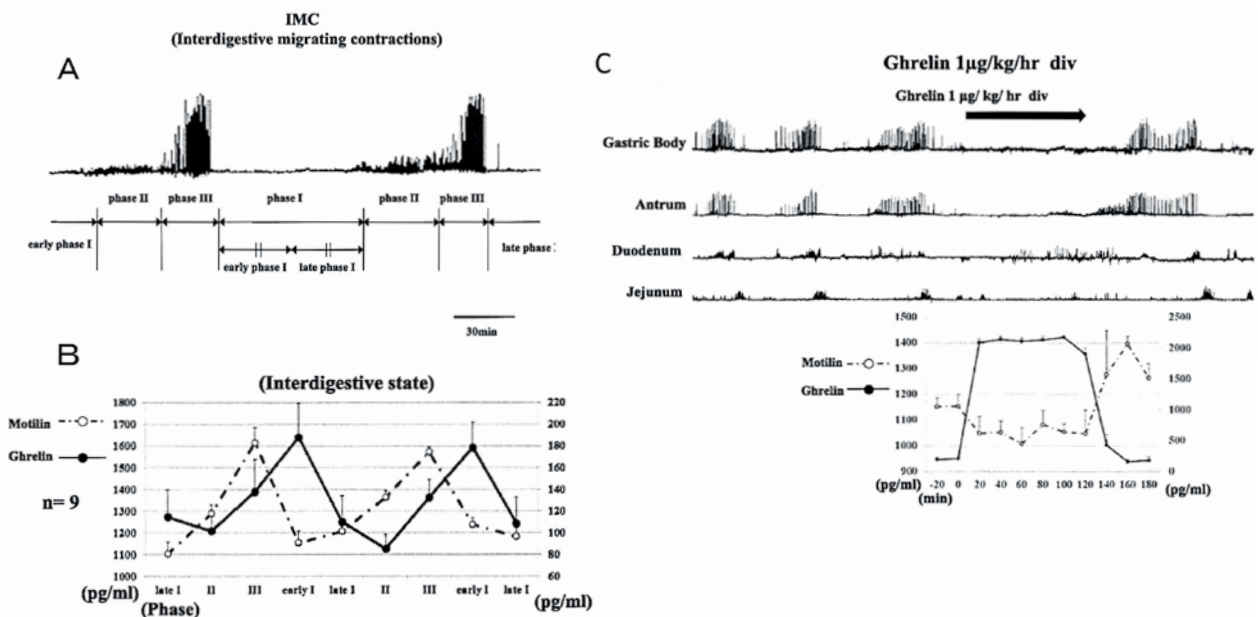 IMC
(Interdigestive migrating contractions)
A
phase II phase III phase I phase II phase III
early phase I late phase
early phase I late phase I
30min
B
(Interdigestive state)
Motilin
Ghrelin
n= 9
1800
1700
1600
1500
1400
1300
1200
1100
1000
220
200
180
160
140
120
100
80
60
late I II III early I late I II III early I late I
(pg/ml) (Phase) (pg/ml)
C
Ghrelin 1μg/kg/hr div
Ghrelin 1 μg/ kg/ hr div
Gastric Body
Antrum
Duodenum
Jejunum
Motilin
Ghrelin
1500
1400
1300
1200
1100
1000
900
2500
2000
1500
1000
500
0
-20 0 20 40 60 80 100 120 140 160 180
(pg/ml) (min) (pg/ml)